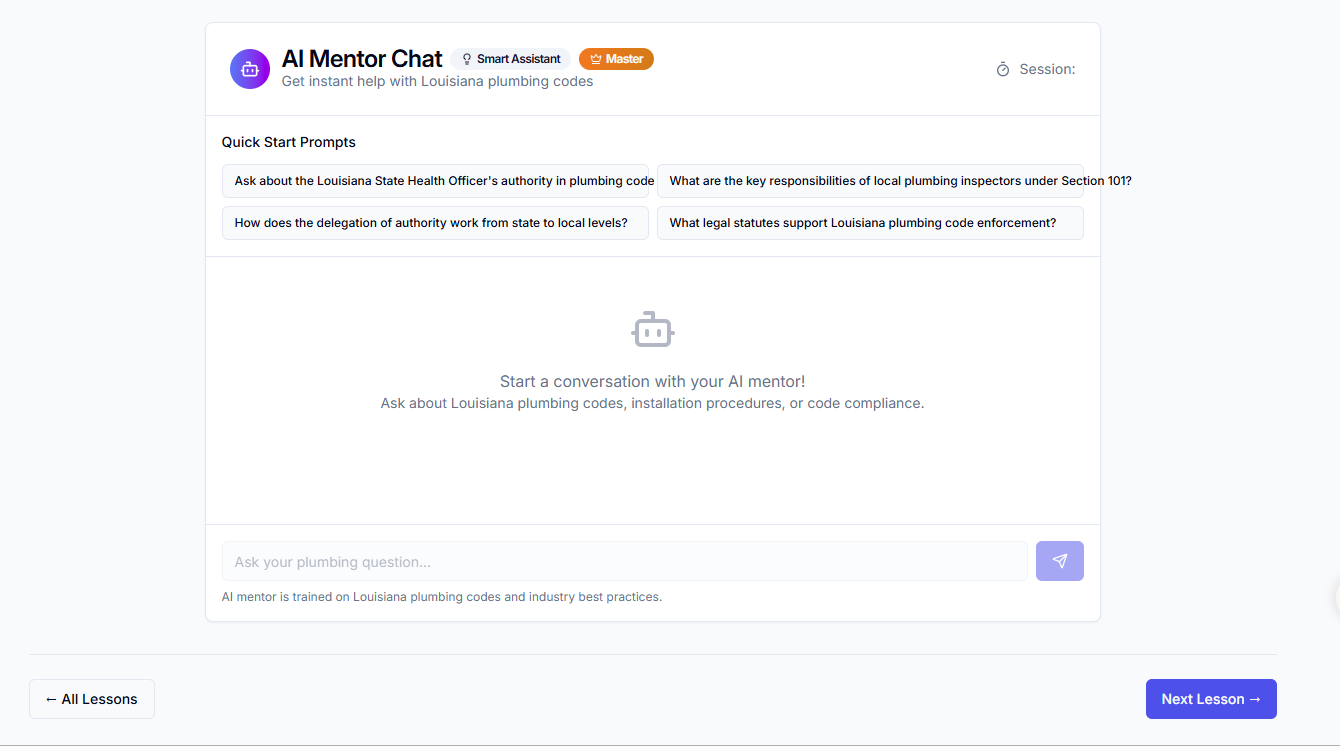 AI Mentor Chat
Smart Assistant
Master
Session:
Get instant help with Louisiana plumbing codes
Quick Start Prompts
Ask about the Louisiana State Health Officer's authority in plumbing code
What are the key responsibilities of local plumbing inspectors under Section 101?
How does the delegation of authority work from state to local levels?
What legal statutes support Louisiana plumbing code enforcement?
Start a conversation with your AI mentor!
Ask about Louisiana plumbing codes, installation procedures, or code compliance.
Ask your plumbing question...
AI mentor is trained on Louisiana plumbing codes and industry best practices.
← All Lessons
Next Lesson →